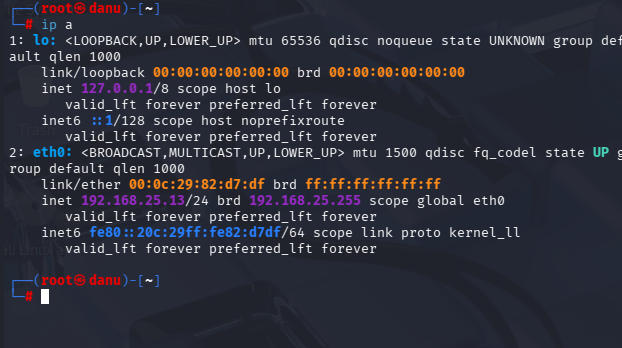 ┌──(root㉿danu)-[~]
└─# ip a
1: lo: <LOOPBACK,UP,LOWER_UP> mtu 65536 qdisc noqueue state UNKNOWN group def
ault qlen 1000
    link/loopback 00:00:00:00:00:00 brd 00:00:00:00:00:00
    inet 127.0.0.1/8 scope host lo
       valid_lft forever preferred_lft forever
    inet6 ::1/128 scope host noprefixroute
       valid_lft forever preferred_lft forever
2: eth0: <BROADCAST,MULTICAST,UP,LOWER_UP> mtu 1500 qdisc fq_codel state UP g
roup default qlen 1000
    link/ether 00:0c:29:82:d7:df brd ff:ff:ff:ff:ff:ff
    inet 192.168.25.13/24 brd 192.168.25.255 scope global eth0
       valid_lft forever preferred_lft forever
    inet6 fe80::20c:29ff:fe82:d7df/64 scope link proto kernel_ll
       valid_lft forever preferred_lft forever
┌──(root㉿danu)-[~]
└─#